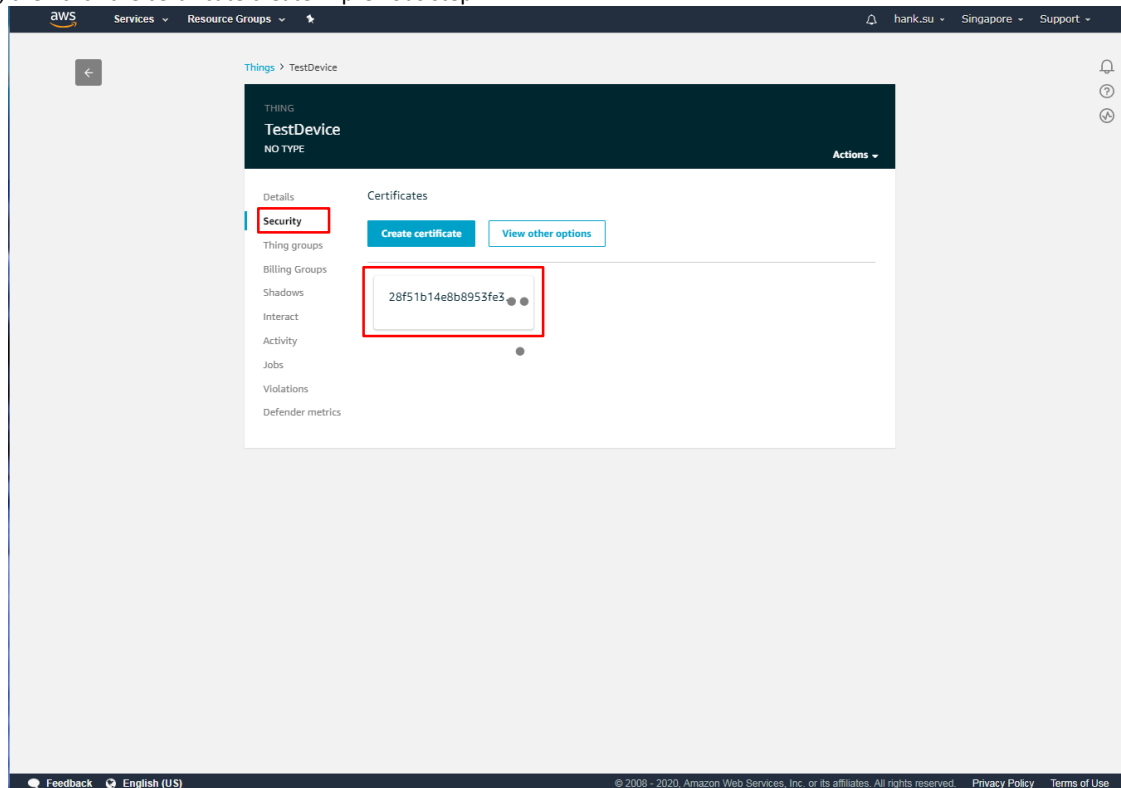 aws Services Resource Groups hank.su Singapore Support
Things > TestDevice
THING
TestDevice
NO TYPE
Actions
Details
Certificates
Security
Create certificate View other options
Thing groups
Billing Groups
Shadows
28f51b14e8b8953fe3
Interact
Activity
Jobs
Violations
Defender metrics
Feedback English (US) © 2008 - 2020, Amazon Web Services, Inc. or its affiliates. All rights reserved. Privacy Policy Terms of Use